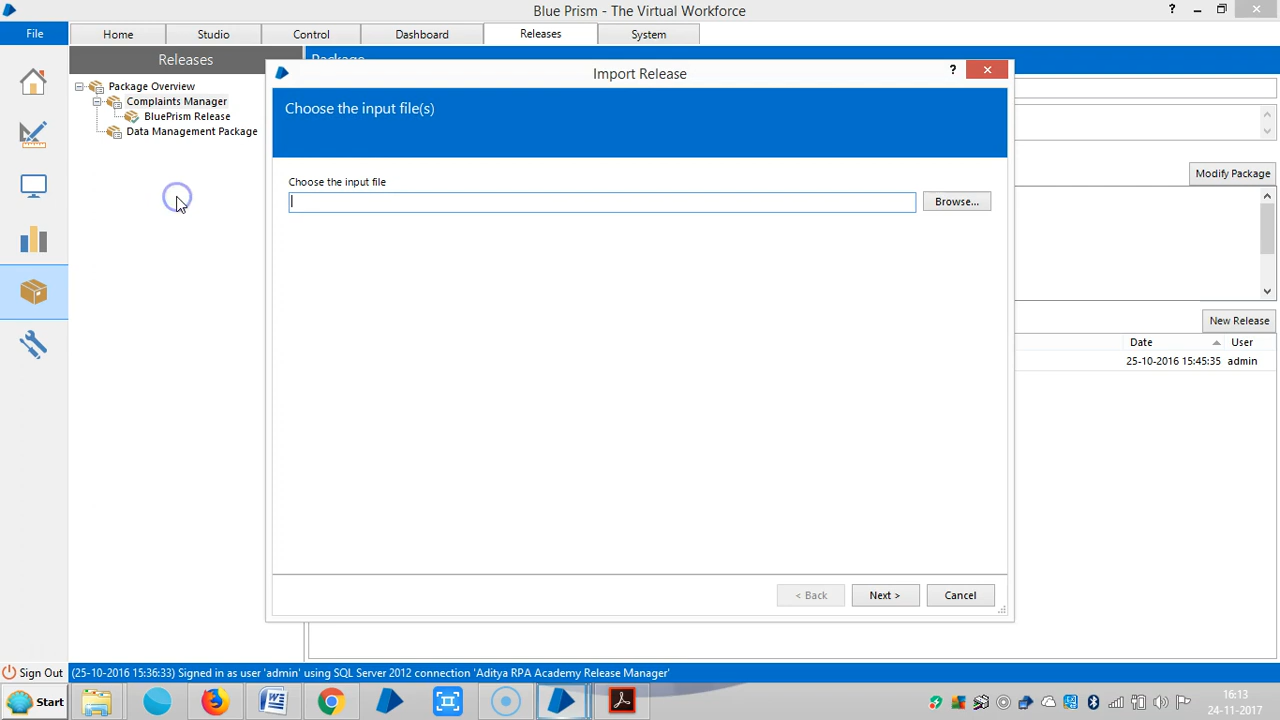 Blue Prism - The Virtual Workforce
File
Home
Studio
Control
Dashboard
Releases
System
Releases
Package Overview
Complaints Manager
BluePrism Release
Data Management Package
Import Release
Choose the input file(s)
Choose the input file
Browse...
< Back
Next >
Cancel
Modify Package
New Release
Date
User
25-10-2016 15:45:35
admin
Sign Out
(25-10-2016 15:36:33) Signed in as user 'admin' using SQL Server 2012 connection 'Aditya RPA Academy Release Manager'
Start
16:13
24-11-2017